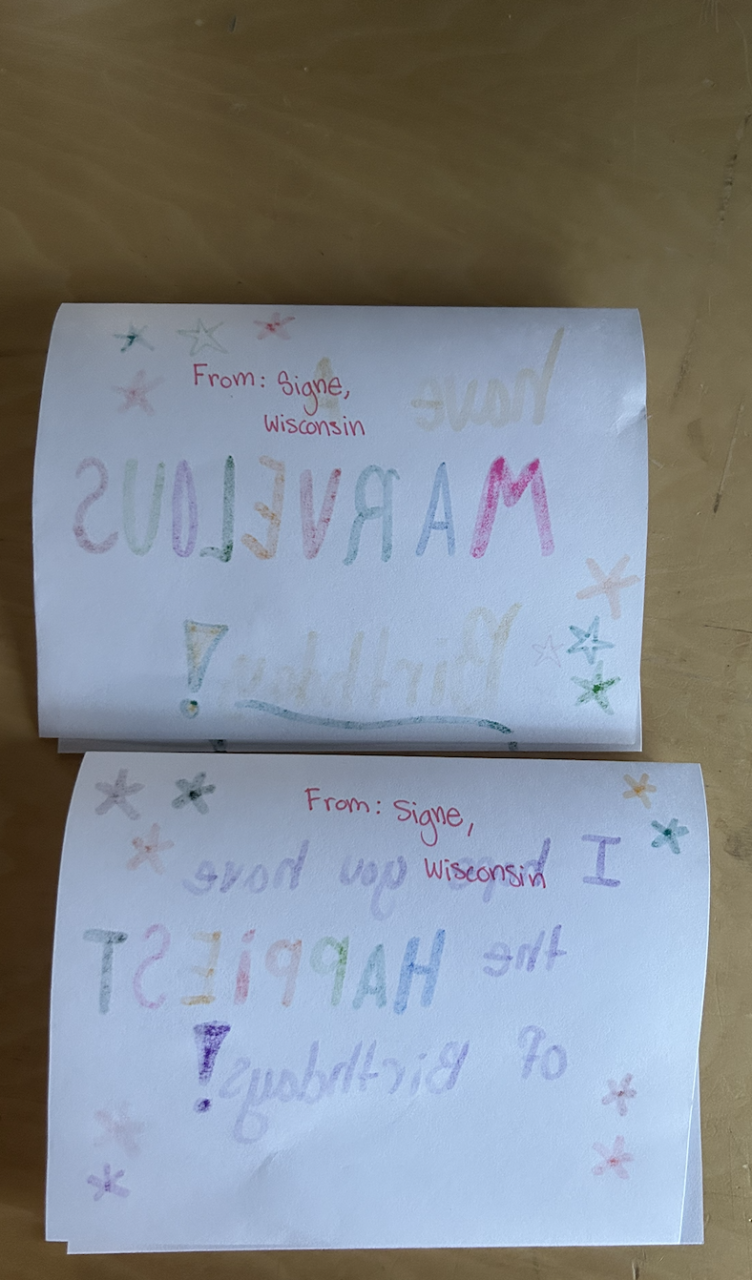 From: Signe,
Wisconsin
have A
MARVELOUS
Birthday!
From: Signe,
Wisconsin
I hope you have
the HAPPiEST
of Birthdays!